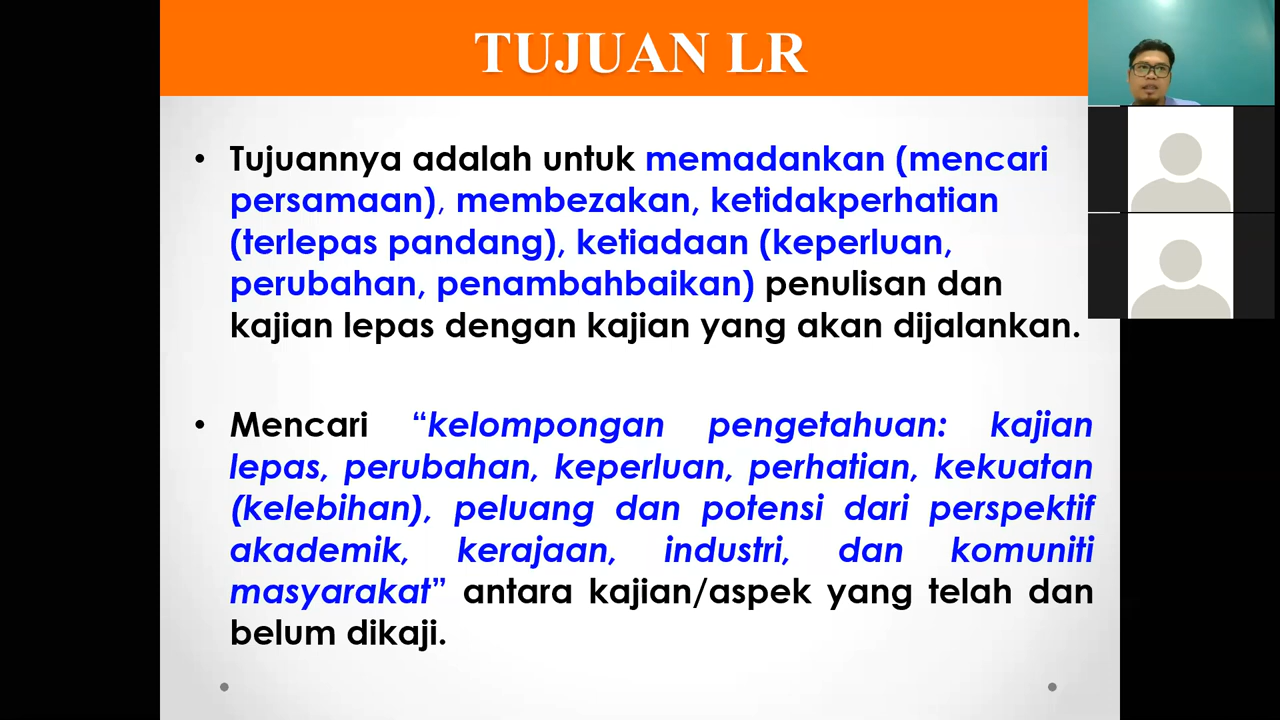 TUJUAN LR
• Tujuannya adalah untuk memadankan (mencari
persamaan), membezakan, ketidakperhatian
(terlepas pandang), ketiadaan (keperluan,
perubahan, penambahbaikan) penulisan dan
kajian lepas dengan kajian yang akan dijalankan.
• Mencari “kelompongan pengetahuan: kajian
lepas, perubahan, keperluan, perhatian, kekuatan
(kelebihan), peluang dan potensi dari perspektif
akademik, kerajaan, industri, dan komuniti
masyarakat” antara kajian/aspek yang telah dan
belum dikaji.